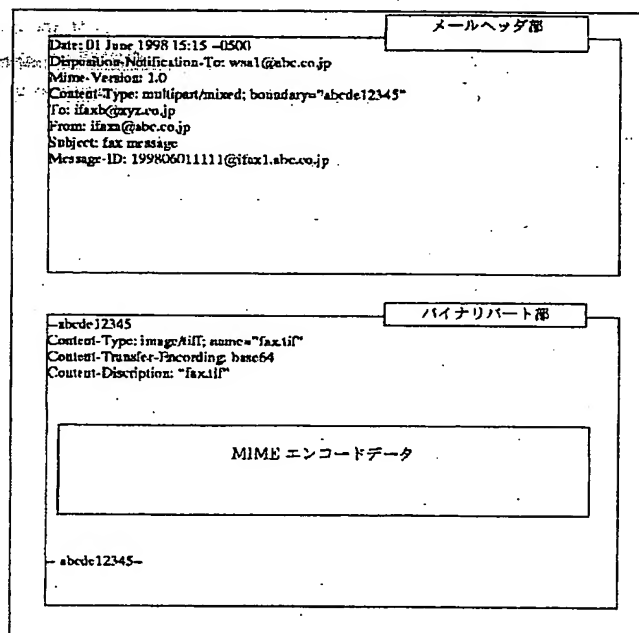 メールヘッダ部
Date: 01 June 1998 15:15 –0500
Disposition-Notification-To: wsa1@abc.co.jp
Mime-Version: 1.0
Content-Type: multipart/mixed; boundary="abcde12345"
To: ifaxb@xyz.co.jp
From: ifaxa@abc.co.jp
Subject: fax message
Message-ID: 199806011111@ifax1.abc.co.jp
バイナリパート部
–abcde12345
Content-Type: image/tiff; name="fax.tif"
Content-Transfer-Encording: base64
Content-Discription: "fax.tif"
MIME エンコードデータ
– abcde12345–